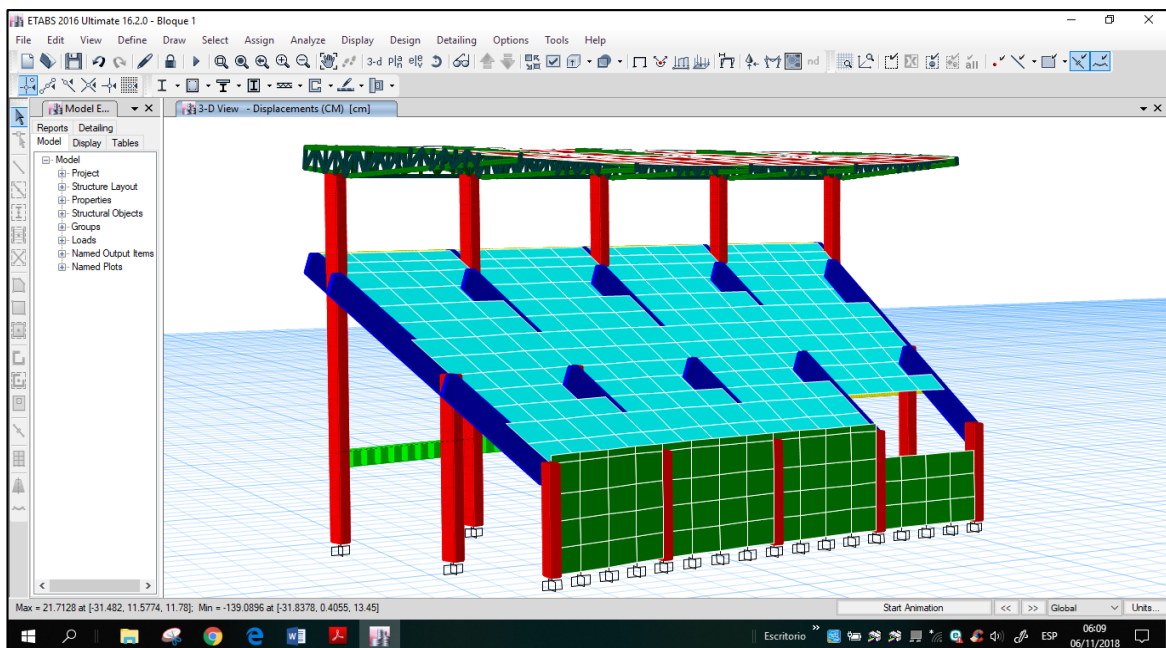 ETABS 2016 Ultimate 16.2.0 - Bloque 1
File Edit View Define Draw Select Assign Analyze Display Design Detailing Options Tools Help
3-d
nd
all
Model E...
3-D View - Displacements (CM) [cm]
Reports Detailing
Model Display Tables
Model
Project
Structure Layout
Properties
Structural Objects
Groups
Loads
Named Output Items
Named Plots
Max = 21.7128 at [-31.482, 11.5774, 11.78]; Min = -139.0896 at [-31.8378, 0.4055, 13.45]
Start Animation << >> Global Units...
Escritorio » ESP 06:09
06/11/2018